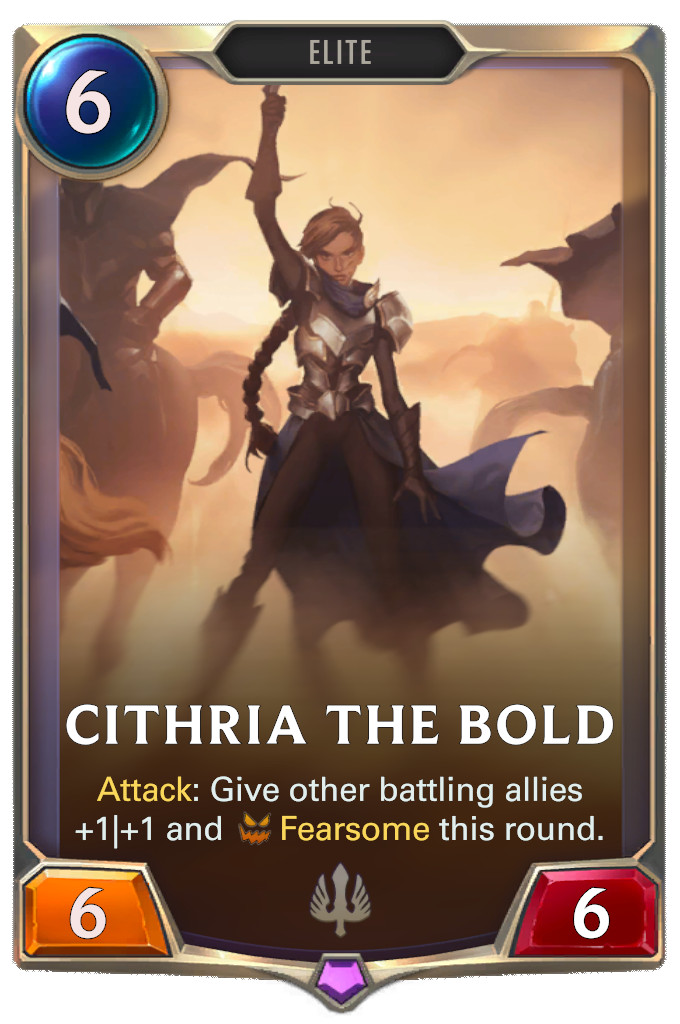 ELITE
6
CITHRIA THE BOLD
Attack: Give other battling allies
+1|+1 and Fearsome this round.
6
6